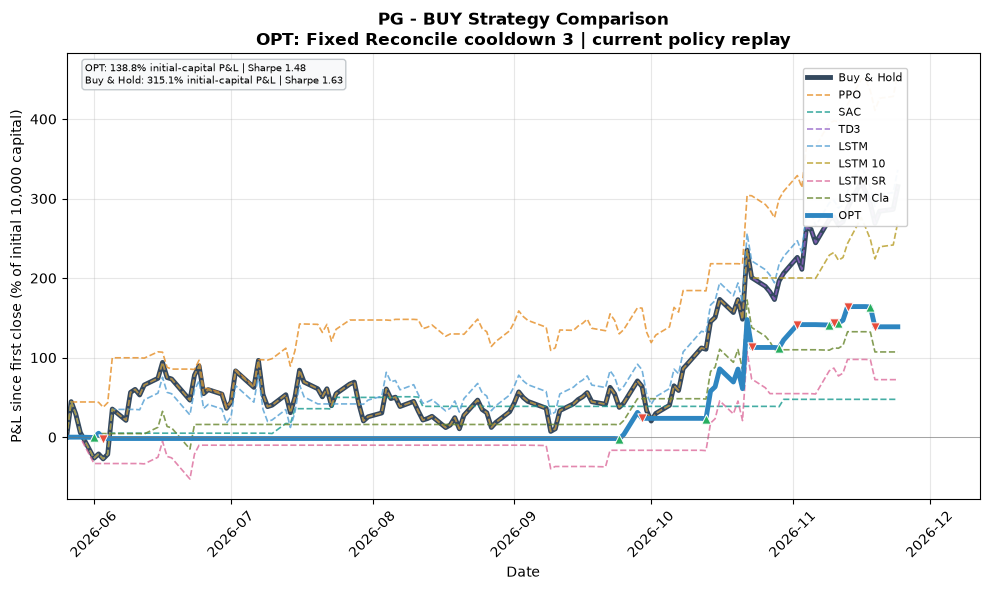 PG - BUY Strategy Comparison
OPT: Fixed Reconcile cooldown 3 | current policy replay
OPT: 138.8% initial-capital P&L | Sharpe 1.48
Buy & Hold: 315.1% initial-capital P&L | Sharpe 1.63
Buy & Hold
PPO
SAC
TD3
LSTM
LSTM 10
LSTM SR
LSTM Cla
OPT
P&L since first close (% of initial 10,000 capital)
400
300
200
100
0
2026-06
2026-07
2026-08
2026-09
2026-10
2026-11
2026-12
Date